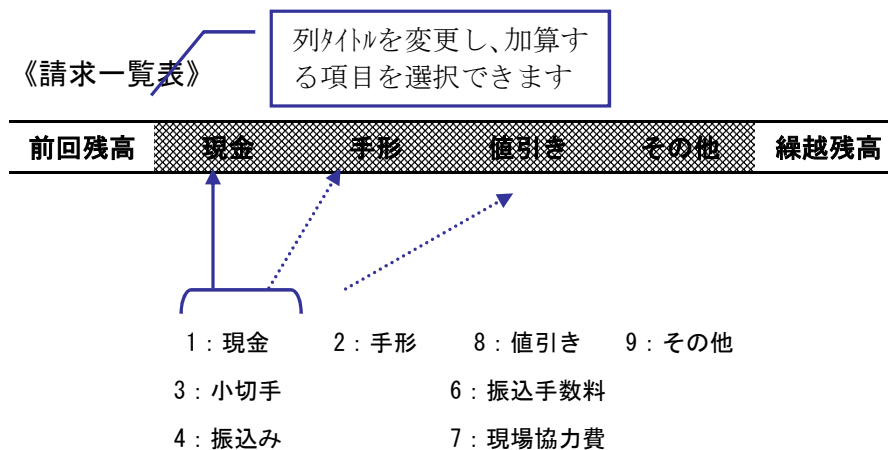 列ﾀｲﾄﾙを変更し、加算す
る項目を選択できます
《請求一覧表》
前回残高 現金 手形 値引き その他 繰越残高
1：現金 2：手形 8：値引き 9：その他
3：小切手 6：振込手数料
4：振込み 7：現場協力費